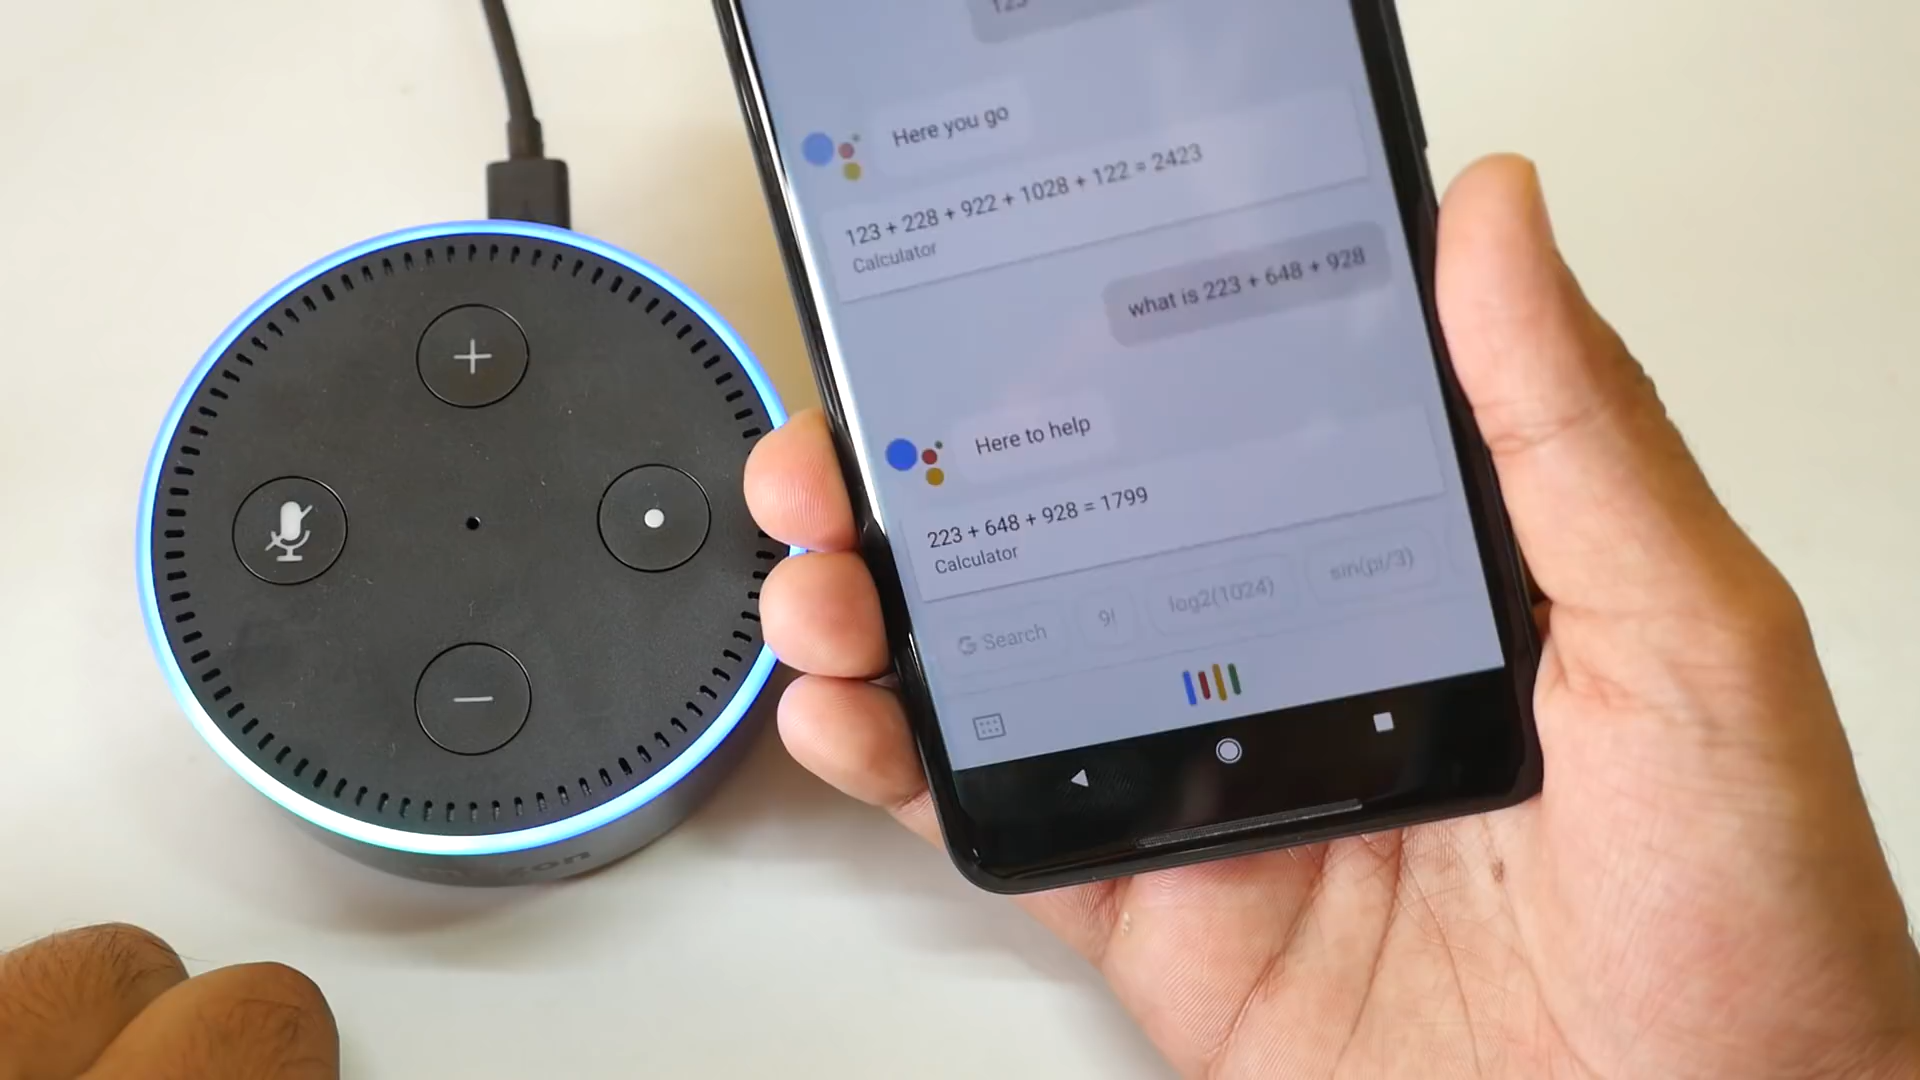 123
Here you go
123 + 228 + 922 + 1028 + 122 = 2423
Calculator
what is 223 + 648 + 928
Here to help
223 + 648 + 928 = 1799
Calculator
G Search
9!
log2(1024)
sin(pi/3)